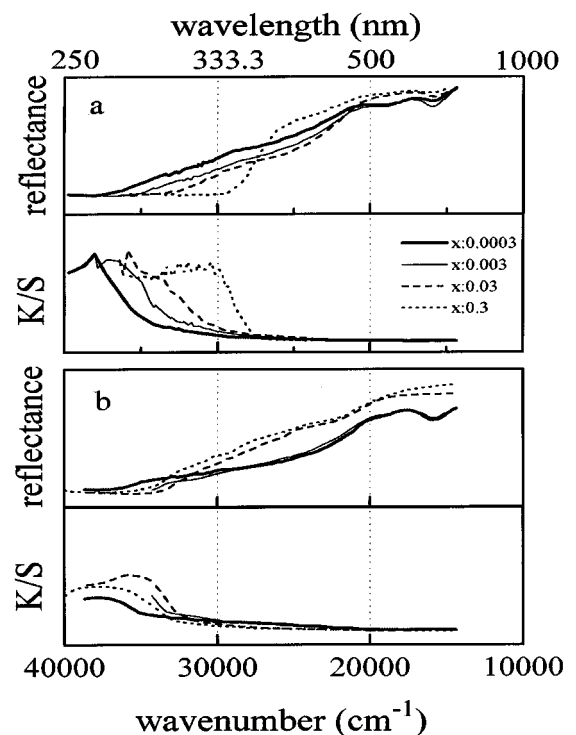 wavelength (nm)
250 333.3 500 1000
reflectance
a
K/S
x:0.0003
x:0.003
x:0.03
x:0.3
reflectance
b
K/S
40000 30000 20000 10000
wavenumber (cm⁻¹)